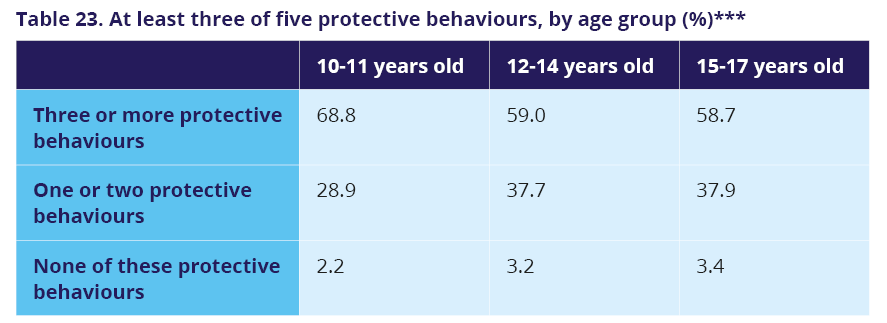 Table 23. At least three of five protective behaviours, by age group (%)***
10-11 years old 12-14 years old 15-17 years old
Three or more protective 68.8 59.0 58.7
behaviours
One or two protective 28.9 37.7 37.9
behaviours
None of these protective 2.2 3.2 3.4
behaviours